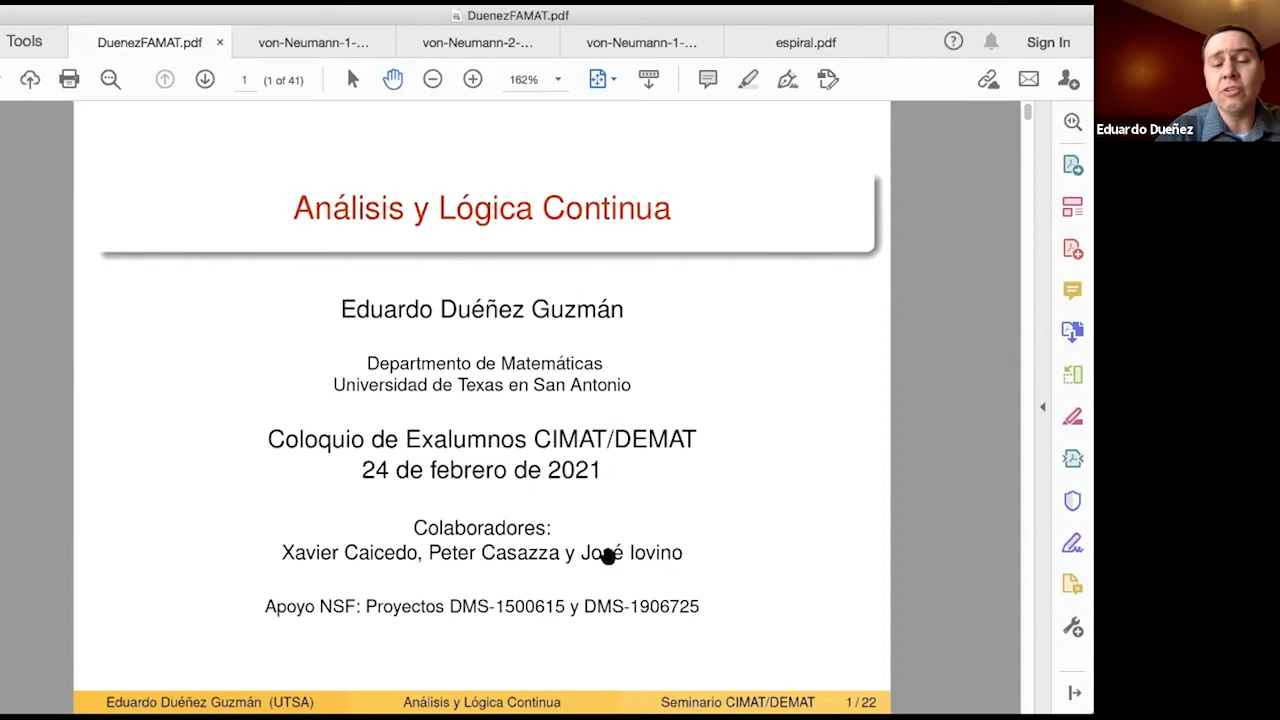 DuenezFAMAT.pdf
Tools
DuenezFAMAT.pdf ×
von-Neumann-1-...
von-Neumann-2-...
von-Neumann-1-...
espiral.pdf
Sign In
1 (1 of 41)
162%
Eduardo Dueñez
Análisis y Lógica Continua
Eduardo Duéñez Guzmán
Departmento de Matemáticas
Universidad de Texas en San Antonio
Coloquio de Exalumnos CIMAT/DEMAT
24 de febrero de 2021
Colaboradores:
Xavier Caicedo, Peter Casazza y José Iovino
Apoyo NSF: Proyectos DMS-1500615 y DMS-1906725
Eduardo Duéñez Guzmán (UTSA)
Análisis y Lógica Continua
Seminario CIMAT/DEMAT
1 / 22